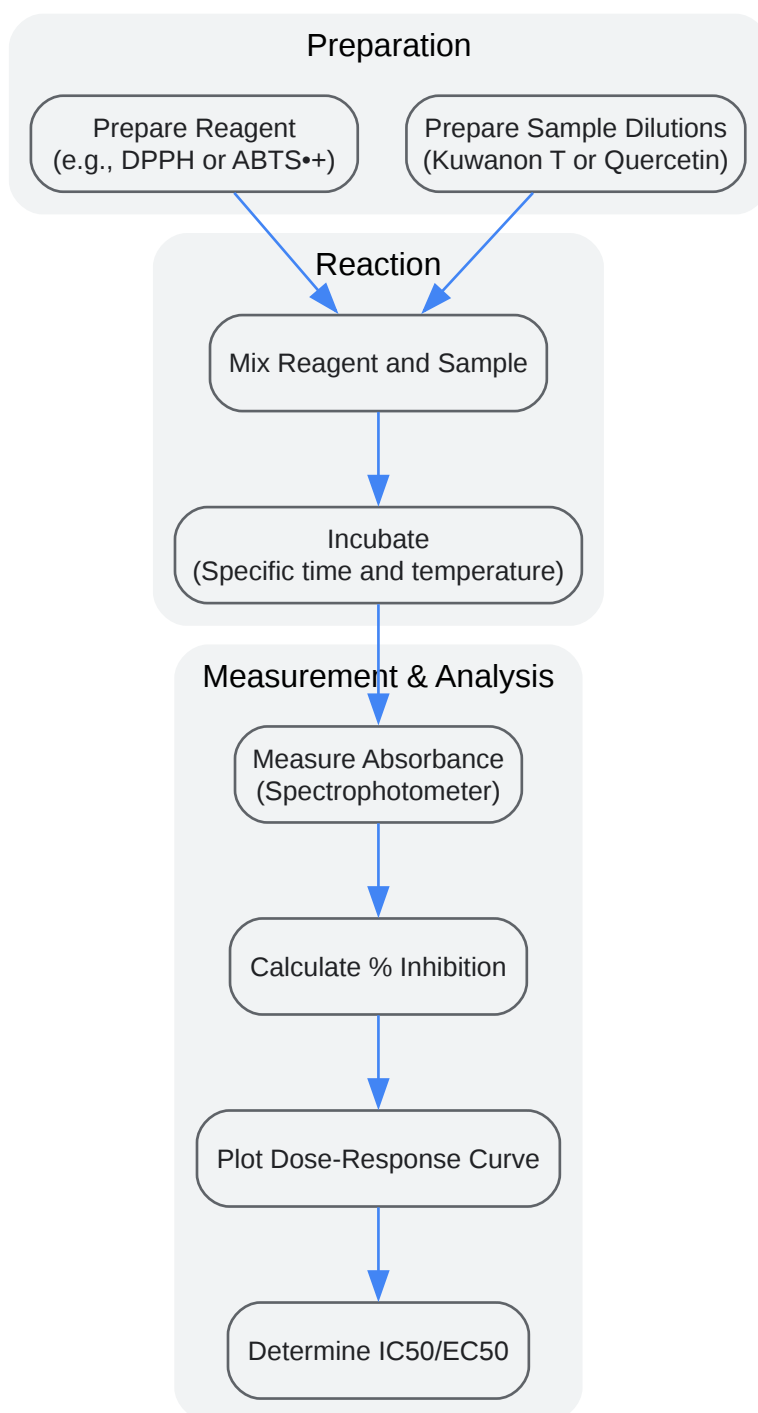 Preparation
Prepare Reagent
(e.g., DPPH or ABTS•+)
Prepare Sample Dilutions
(Kuwanon T or Quercetin)
Reaction
Mix Reagent and Sample
Incubate
(Specific time and temperature)
Measurement & Analysis
Measure Absorbance
(Spectrophotometer)
Calculate % Inhibition
Plot Dose-Response Curve
Determine IC50/EC50